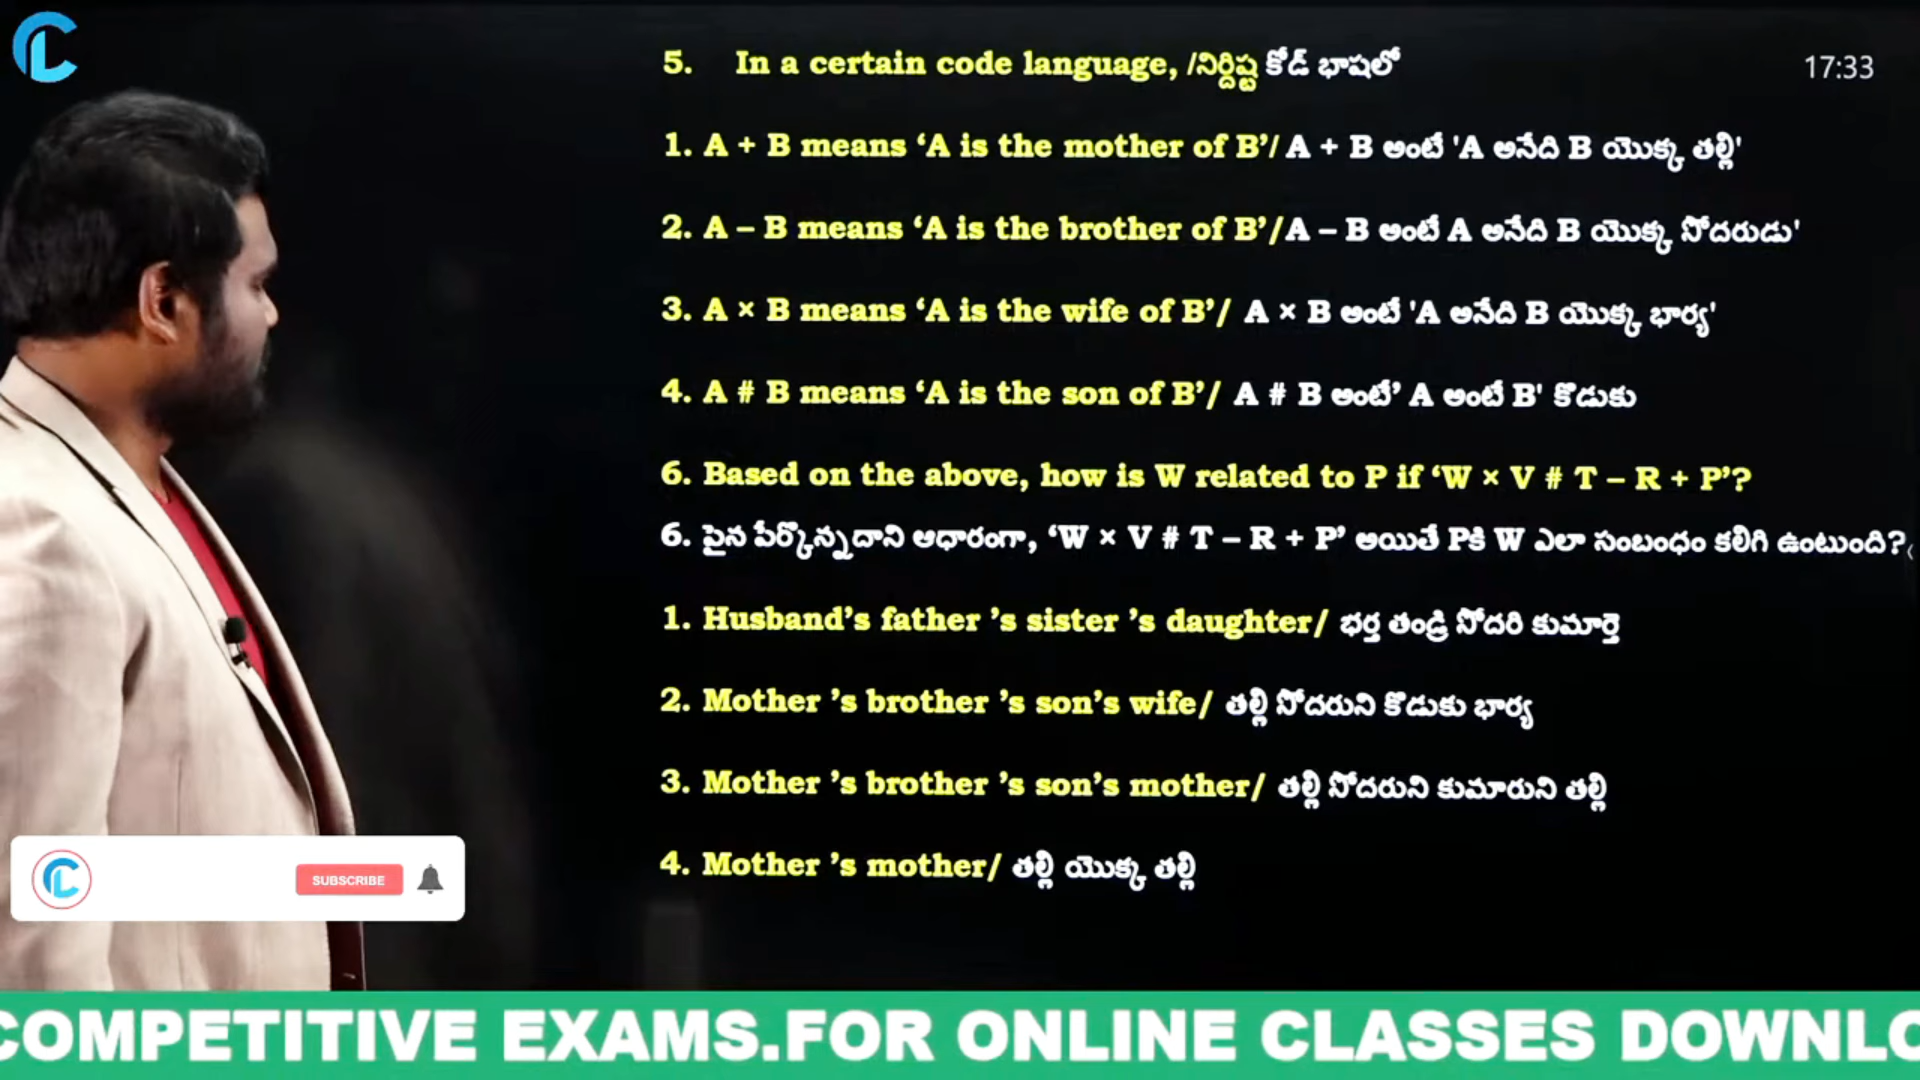 5. In a certain code language, /నిర్దిష్ట కోడ్ భాషలో
17:33
1. A + B means ‘A is the mother of B’/ A + B అంటే 'A అనేది B యొక్క తల్లి'
2. A – B means ‘A is the brother of B’/A – B అంటే A అనేది B యొక్క సోదరుడు'
3. A × B means ‘A is the wife of B’/ A × B అంటే 'A అనేది B యొక్క భార్య'
4. A # B means ‘A is the son of B’/ A # B అంటే’ A అంటే B' కొడుకు
6. Based on the above, how is W related to P if ‘W × V # T – R + P’?
6. పైన పేర్కొన్నదాని ఆధారంగా, ‘W × V # T – R + P’ అయితే Pకి W ఎలా సంబంధం కలిగి ఉంటుంది?
1. Husband’s father ’s sister ’s daughter/ భర్త తండ్రి సోదరి కుమార్తె
2. Mother ’s brother ’s son’s wife/ తల్లి సోదరుని కొడుకు భార్య
3. Mother ’s brother ’s son’s mother/ తల్లి సోదరుని కుమారుని తల్లి
4. Mother ’s mother/ తల్లి యొక్క తల్లి
SUBSCRIBE
COMPETITIVE EXAMS.FOR ONLINE CLASSES DOWNLO